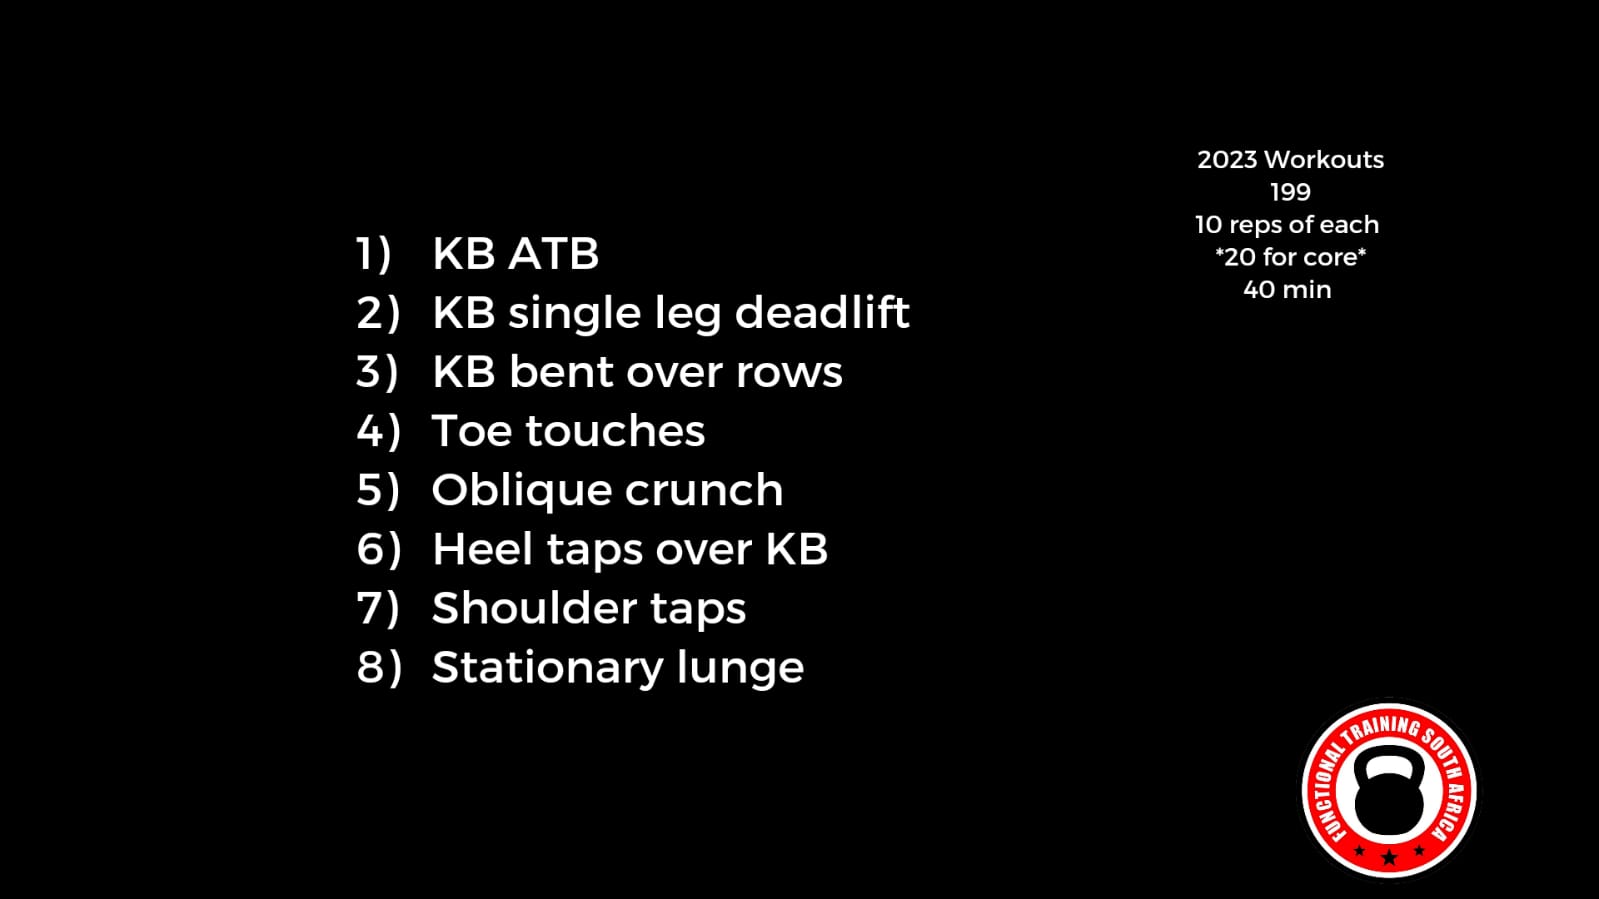 2023 Workouts
199
10 reps of each
*20 for core*
40 min
1) KB ATB
2) KB single leg deadlift
3) KB bent over rows
4) Toe touches
5) Oblique crunch
6) Heel taps over KB
7) Shoulder taps
8) Stationary lunge
FUNCTIONAL TRAINING SOUTH AFRICA